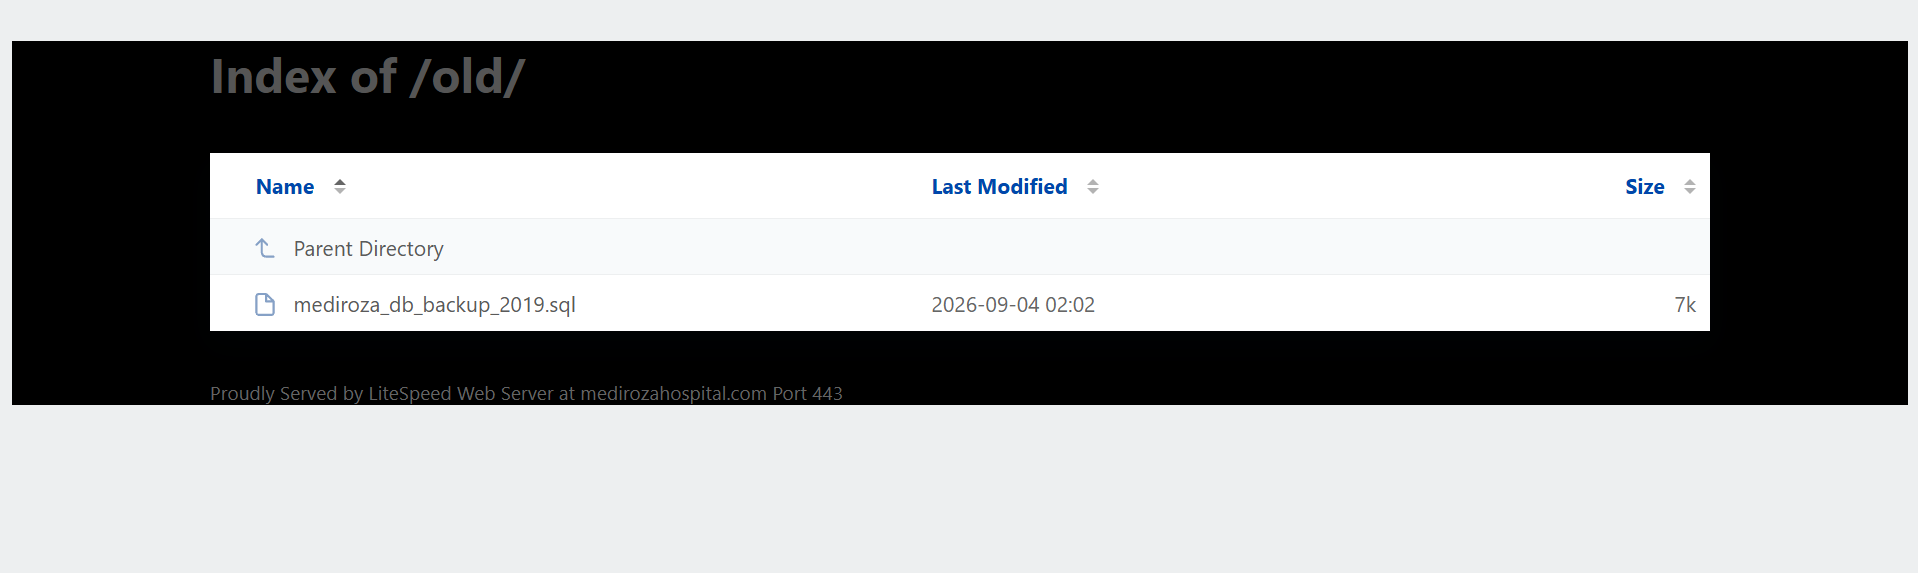 Index of /old/
Name Last Modified Size
Parent Directory
mediroza_db_backup_2019.sql 2026-09-04 02:02 7k
Proudly Served by LiteSpeed Web Server at medirozahospital.com Port 443